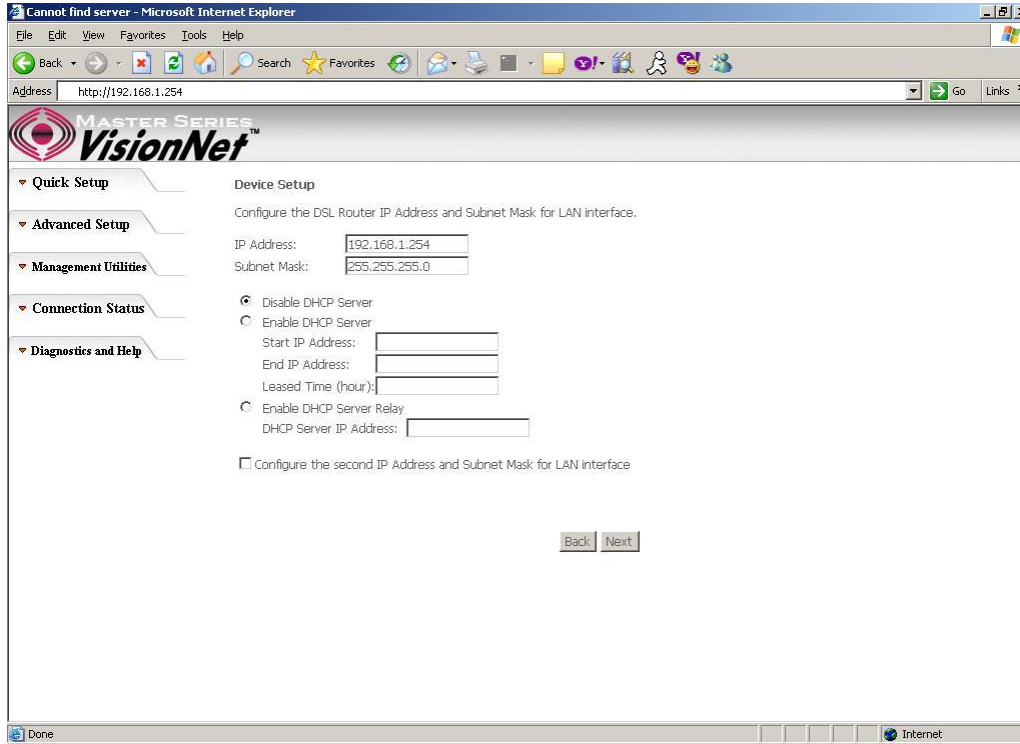 Cannot find server - Microsoft Internet Explorer
File Edit View Favorites Tools Help
Back Search Favorites
Address http://192.168.1.254 Go Links
MASTER SERIES
VisionNet™
Quick Setup
Advanced Setup
Management Utilities
Connection Status
Diagnostics and Help
Device Setup
Configure the DSL Router IP Address and Subnet Mask for LAN interface.
IP Address: 192.168.1.254
Subnet Mask: 255.255.255.0
Disable DHCP Server
Enable DHCP Server
Start IP Address:
End IP Address:
Leased Time (hour):
Enable DHCP Server Relay
DHCP Server IP Address:
Configure the second IP Address and Subnet Mask for LAN interface
Back Next
Done Internet